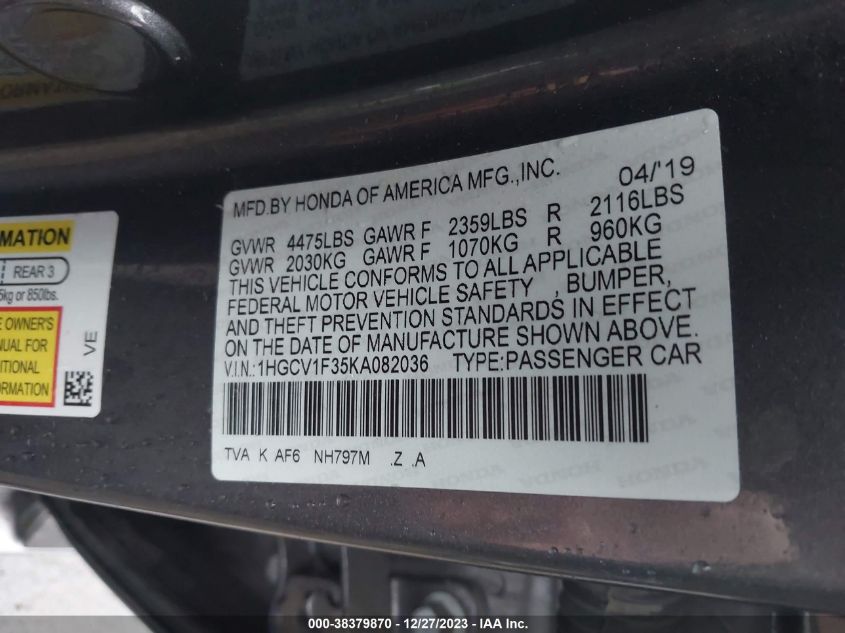 MFD.BY HONDA OF AMERICA MFG.,INC. 04/'19
GVWR 4475LBS GAWR F 2359LBS R 2116LBS
GVWR 2030KG GAWR F 1070KG R 960KG
THIS VEHICLE CONFORMS TO ALL APPLICABLE
FEDERAL MOTOR VEHICLE SAFETY , BUMPER,
AND THEFT PREVENTION STANDARDS IN EFFECT
ON THE DATE OF MANUFACTURE SHOWN ABOVE.
V.I.N.:1HGCV1F35KA082036 TYPE:PASSENGER CAR
TVA K AF6 NH797M .Z .A
REAR 3
kg or 850lbs.
OWNER'S
FOR
VE
000-38379870 - 12/27/2023 - IAA Inc.